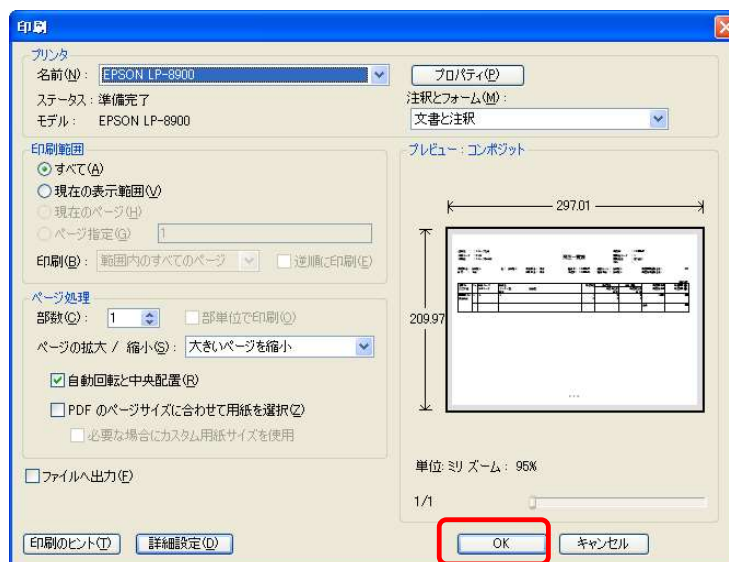 印刷
プリンタ
名前(N): EPSON LP-8900
プロパティ(P)
ステータス: 準備完了
注釈とフォーム(M):
モデル: EPSON LP-8900
文書と注釈
印刷範囲
すべて(A)
現在の表示範囲(V)
現在のページ(H)
ページ指定(G) 1
印刷(B): 範囲内のすべてのページ 逆順に印刷(E)
ページ処理
部数(C): 1 部単位で印刷(O)
ページの拡大 / 縮小(S): 大きいページを縮小
自動回転と中央配置(R)
PDF のページサイズに合わせて用紙を選択(Z)
必要な場合にカスタム用紙サイズを使用
ファイルへ出力(F)
プレビュー: コンポジット
297.01
209.97
単位: ミリ ズーム: 95%
1/1
印刷のヒント(T) 詳細設定(D) OK キャンセル